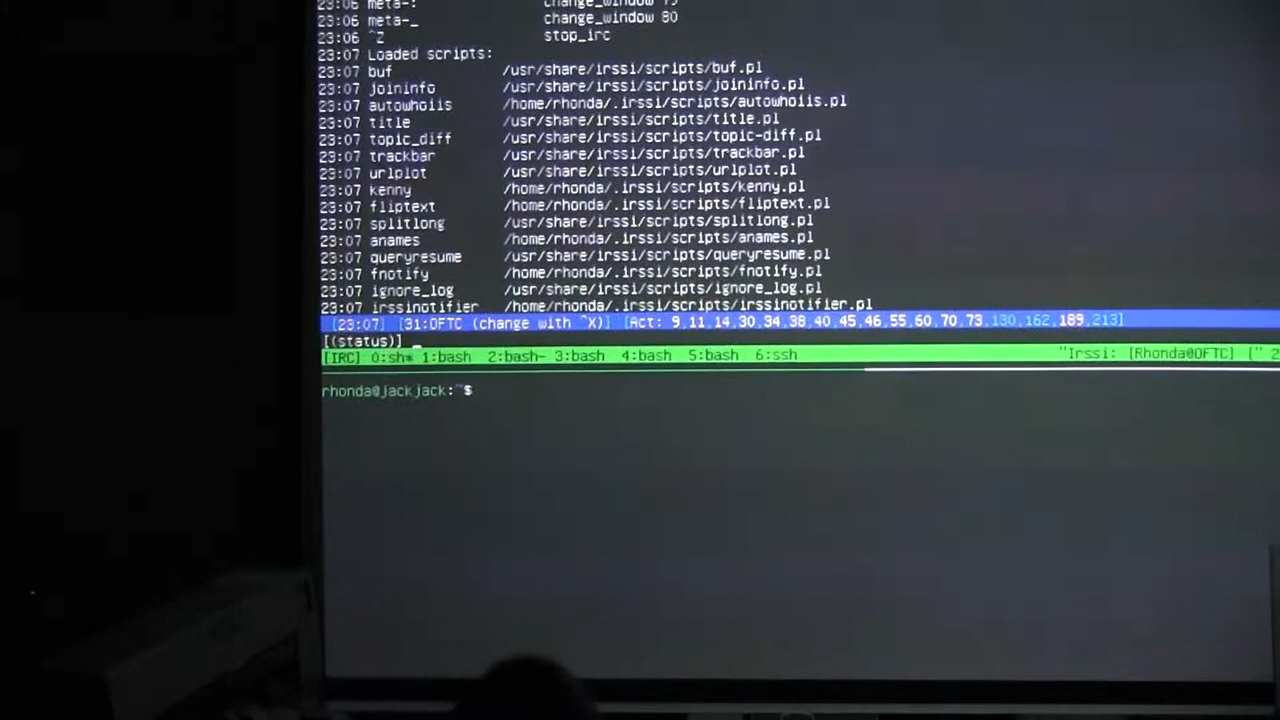 23:06 meta-: change_window 79
23:06 meta-_ change_window 80
23:06 ^Z stop_irc
23:07 Loaded scripts:
23:07 buf /usr/share/irssi/scripts/buf.pl
23:07 joininfo /usr/share/irssi/scripts/joininfo.pl
23:07 autowhoiis /home/rhonda/.irssi/scripts/autowhoiis.pl
23:07 title /usr/share/irssi/scripts/title.pl
23:07 topic_diff /usr/share/irssi/scripts/topic-diff.pl
23:07 trackbar /usr/share/irssi/scripts/trackbar.pl
23:07 urlplot /usr/share/irssi/scripts/urlplot.pl
23:07 kenny /home/rhonda/.irssi/scripts/kenny.pl
23:07 fliptext /home/rhonda/.irssi/scripts/fliptext.pl
23:07 splitlong /usr/share/irssi/scripts/splitlong.pl
23:07 anames /home/rhonda/.irssi/scripts/anames.pl
23:07 queryresume /usr/share/irssi/scripts/queryresume.pl
23:07 fnotify /home/rhonda/.irssi/scripts/fnotify.pl
23:07 ignore_log /usr/share/irssi/scripts/ignore_log.pl
23:07 irssinotifier /home/rhonda/.irssi/scripts/irssinotifier.pl
[23:07] [31:OFTC (change with ^X)] [Act: 9,11,14,30,34,38,40,45,46,55,60,70,73,130,162,189,213]
[(status)] _
[IRC] 0:sh* 1:bash 2:bash- 3:bash 4:bash 5:bash 6:ssh "Irssi: [Rhonda@OFTC] [" 2
rhonda@jackjack:~$